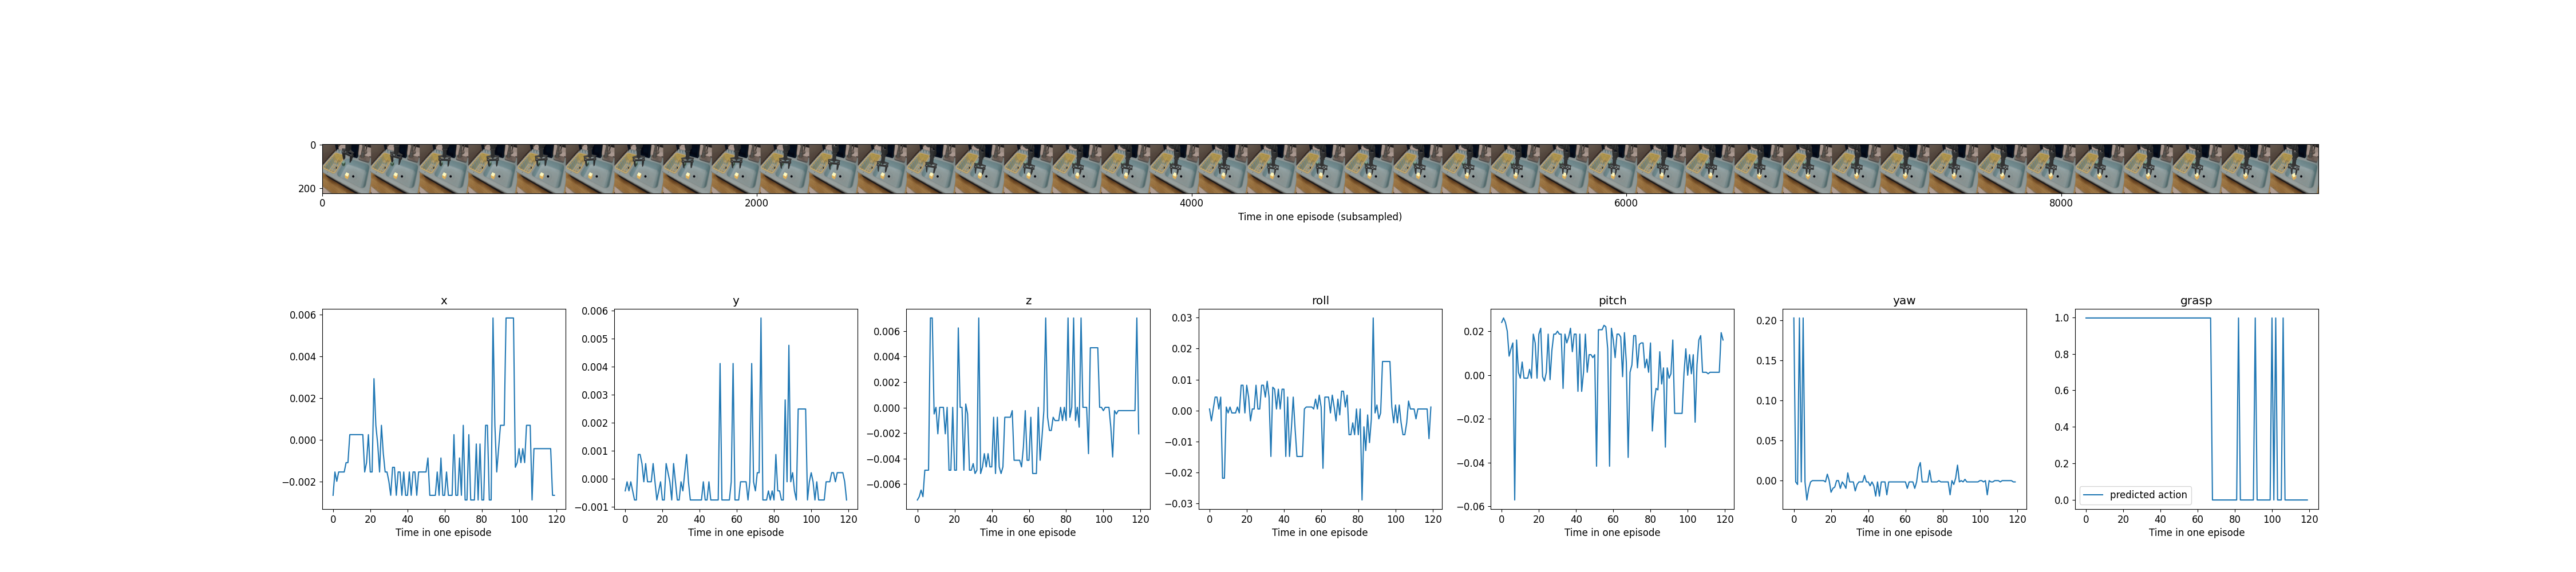 0
200
0 2000 4000 6000 8000
Time in one episode (subsampled)
x
0.006
0.004
0.002
0.000
−0.002
0 20 40 60 80 100 120
Time in one episode
y
0.006
0.005
0.004
0.003
0.002
0.001
0.000
−0.001
0 20 40 60 80 100 120
Time in one episode
z
0.006
0.004
0.002
0.000
−0.002
−0.004
−0.006
0 20 40 60 80 100 120
Time in one episode
roll
0.03
0.02
0.01
0.00
−0.01
−0.02
−0.03
0 20 40 60 80 100 120
Time in one episode
pitch
0.02
0.00
−0.02
−0.04
−0.06
0 20 40 60 80 100 120
Time in one episode
yaw
0.20
0.15
0.10
0.05
0.00
0 20 40 60 80 100 120
Time in one episode
grasp
1.0
0.8
0.6
0.4
0.2
0.0
predicted action
0 20 40 60 80 100 120
Time in one episode